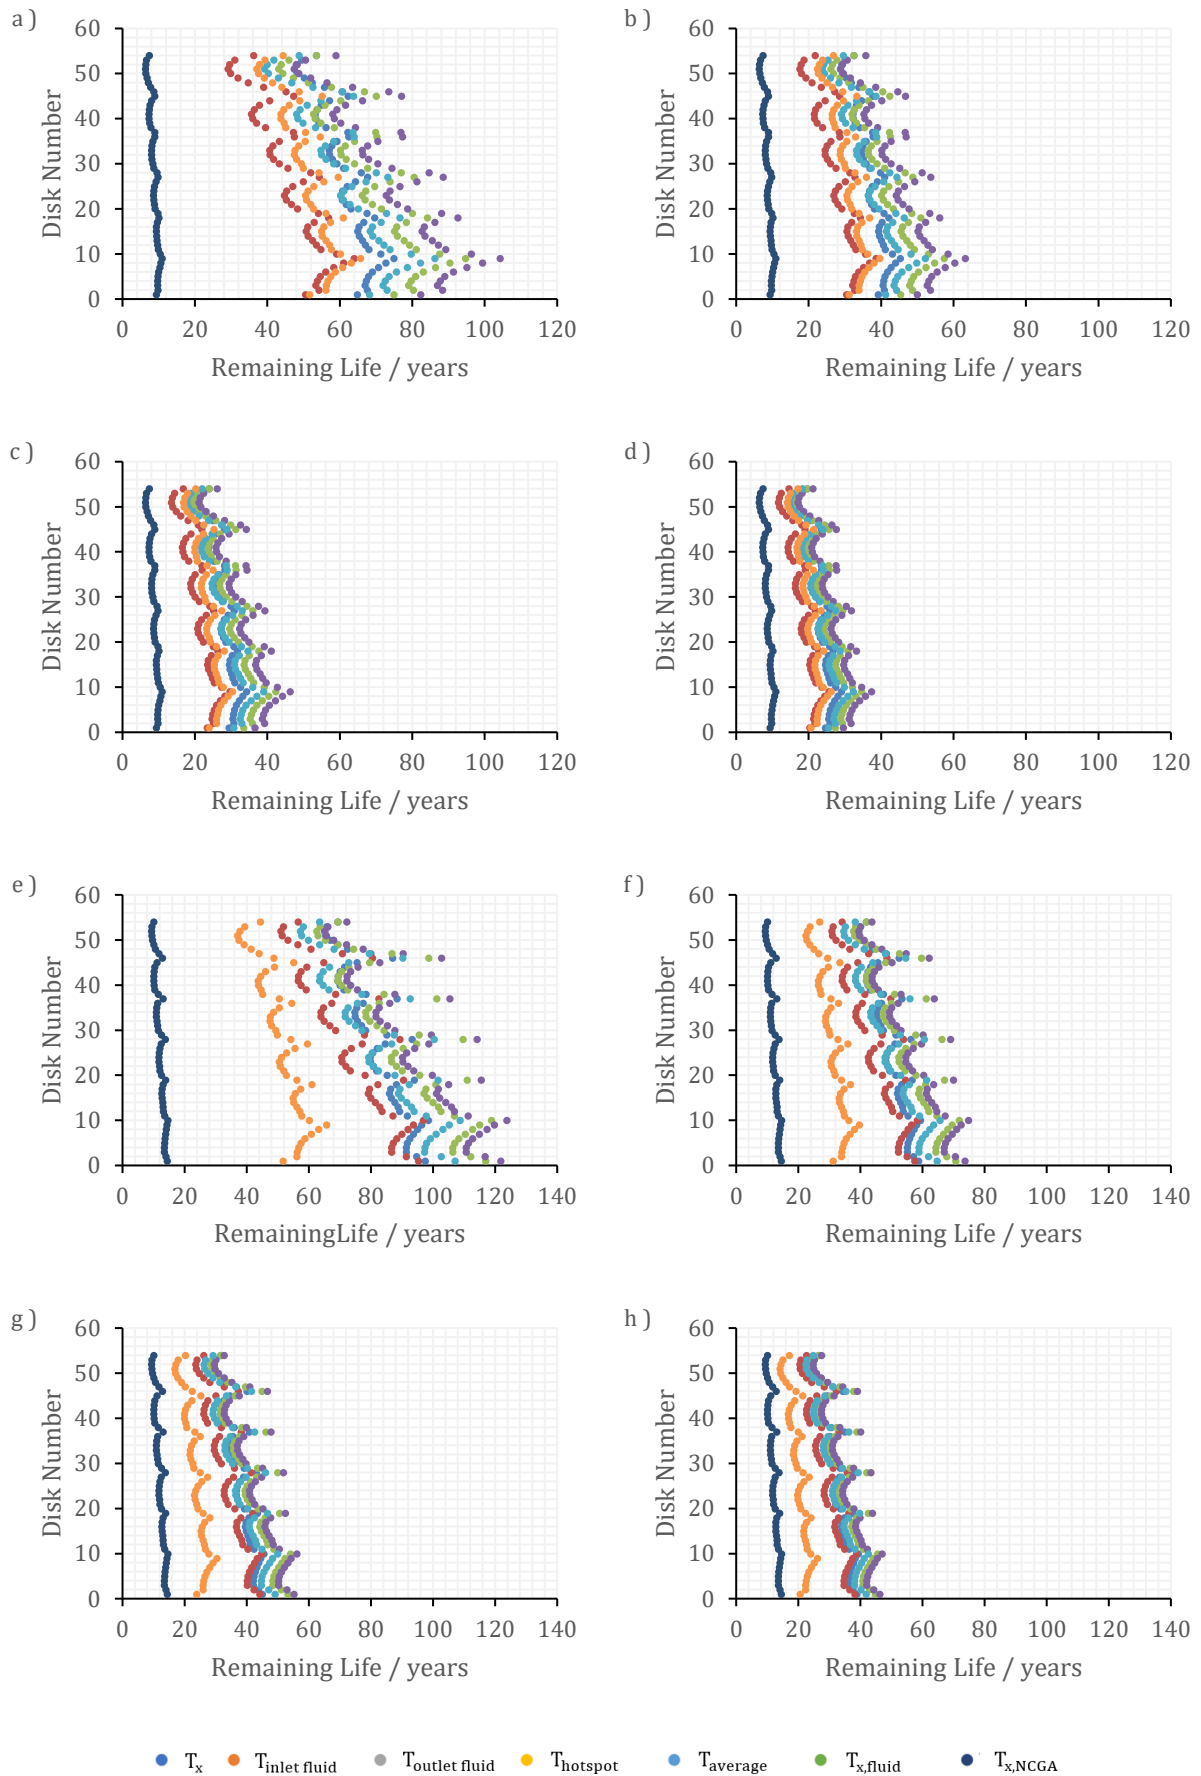 a )
b )
60
50
40
30
20
10
0
Disk Number
0 20 40 60 80 100 120
Remaining Life / years
60
50
40
30
20
10
0
Disk Number
0 20 40 60 80 100 120
Remaining Life / years
c )
d )
60
50
40
30
20
10
0
Disk Number
0 20 40 60 80 100 120
Remaining Life / years
60
50
40
30
20
10
0
Disk Number
0 20 40 60 80 100 120
Remaining Life / years
e )
f )
60
50
40
30
20
10
0
Disk Number
0 20 40 60 80 100 120 140
RemainingLife / years
60
50
40
30
20
10
0
Disk Number
0 20 40 60 80 100 120 140
Remaining Life / years
g )
h )
60
50
40
30
20
10
0
Disk Number
0 20 40 60 80 100 120 140
Remaining Life / years
60
50
40
30
20
10
0
Disk Number
0 20 40 60 80 100 120 140
Remaining Life / years
Tx Tinlet fluid Toutlet fluid Thotspot Taverage Tx,fluid Tx,NCGA